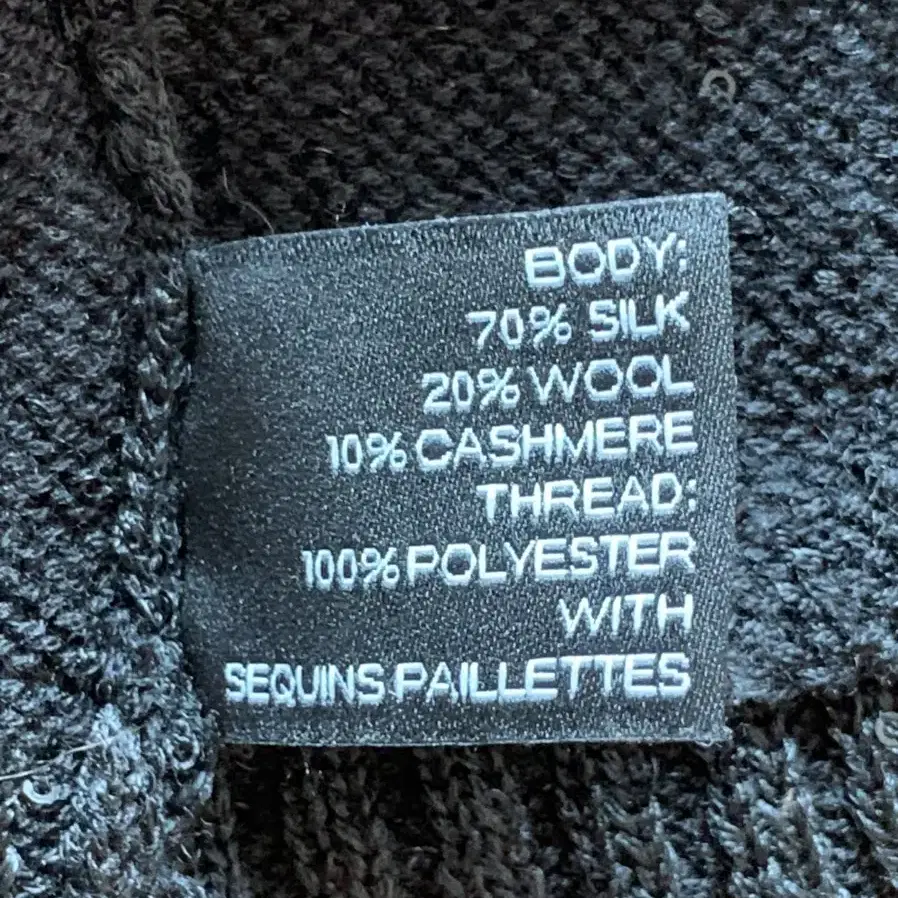 BODY:
70% SILK
20% WOOL
10% CASHMERE
THREAD:
100% POLYESTER
WITH
SEQUINS PAILLETTES